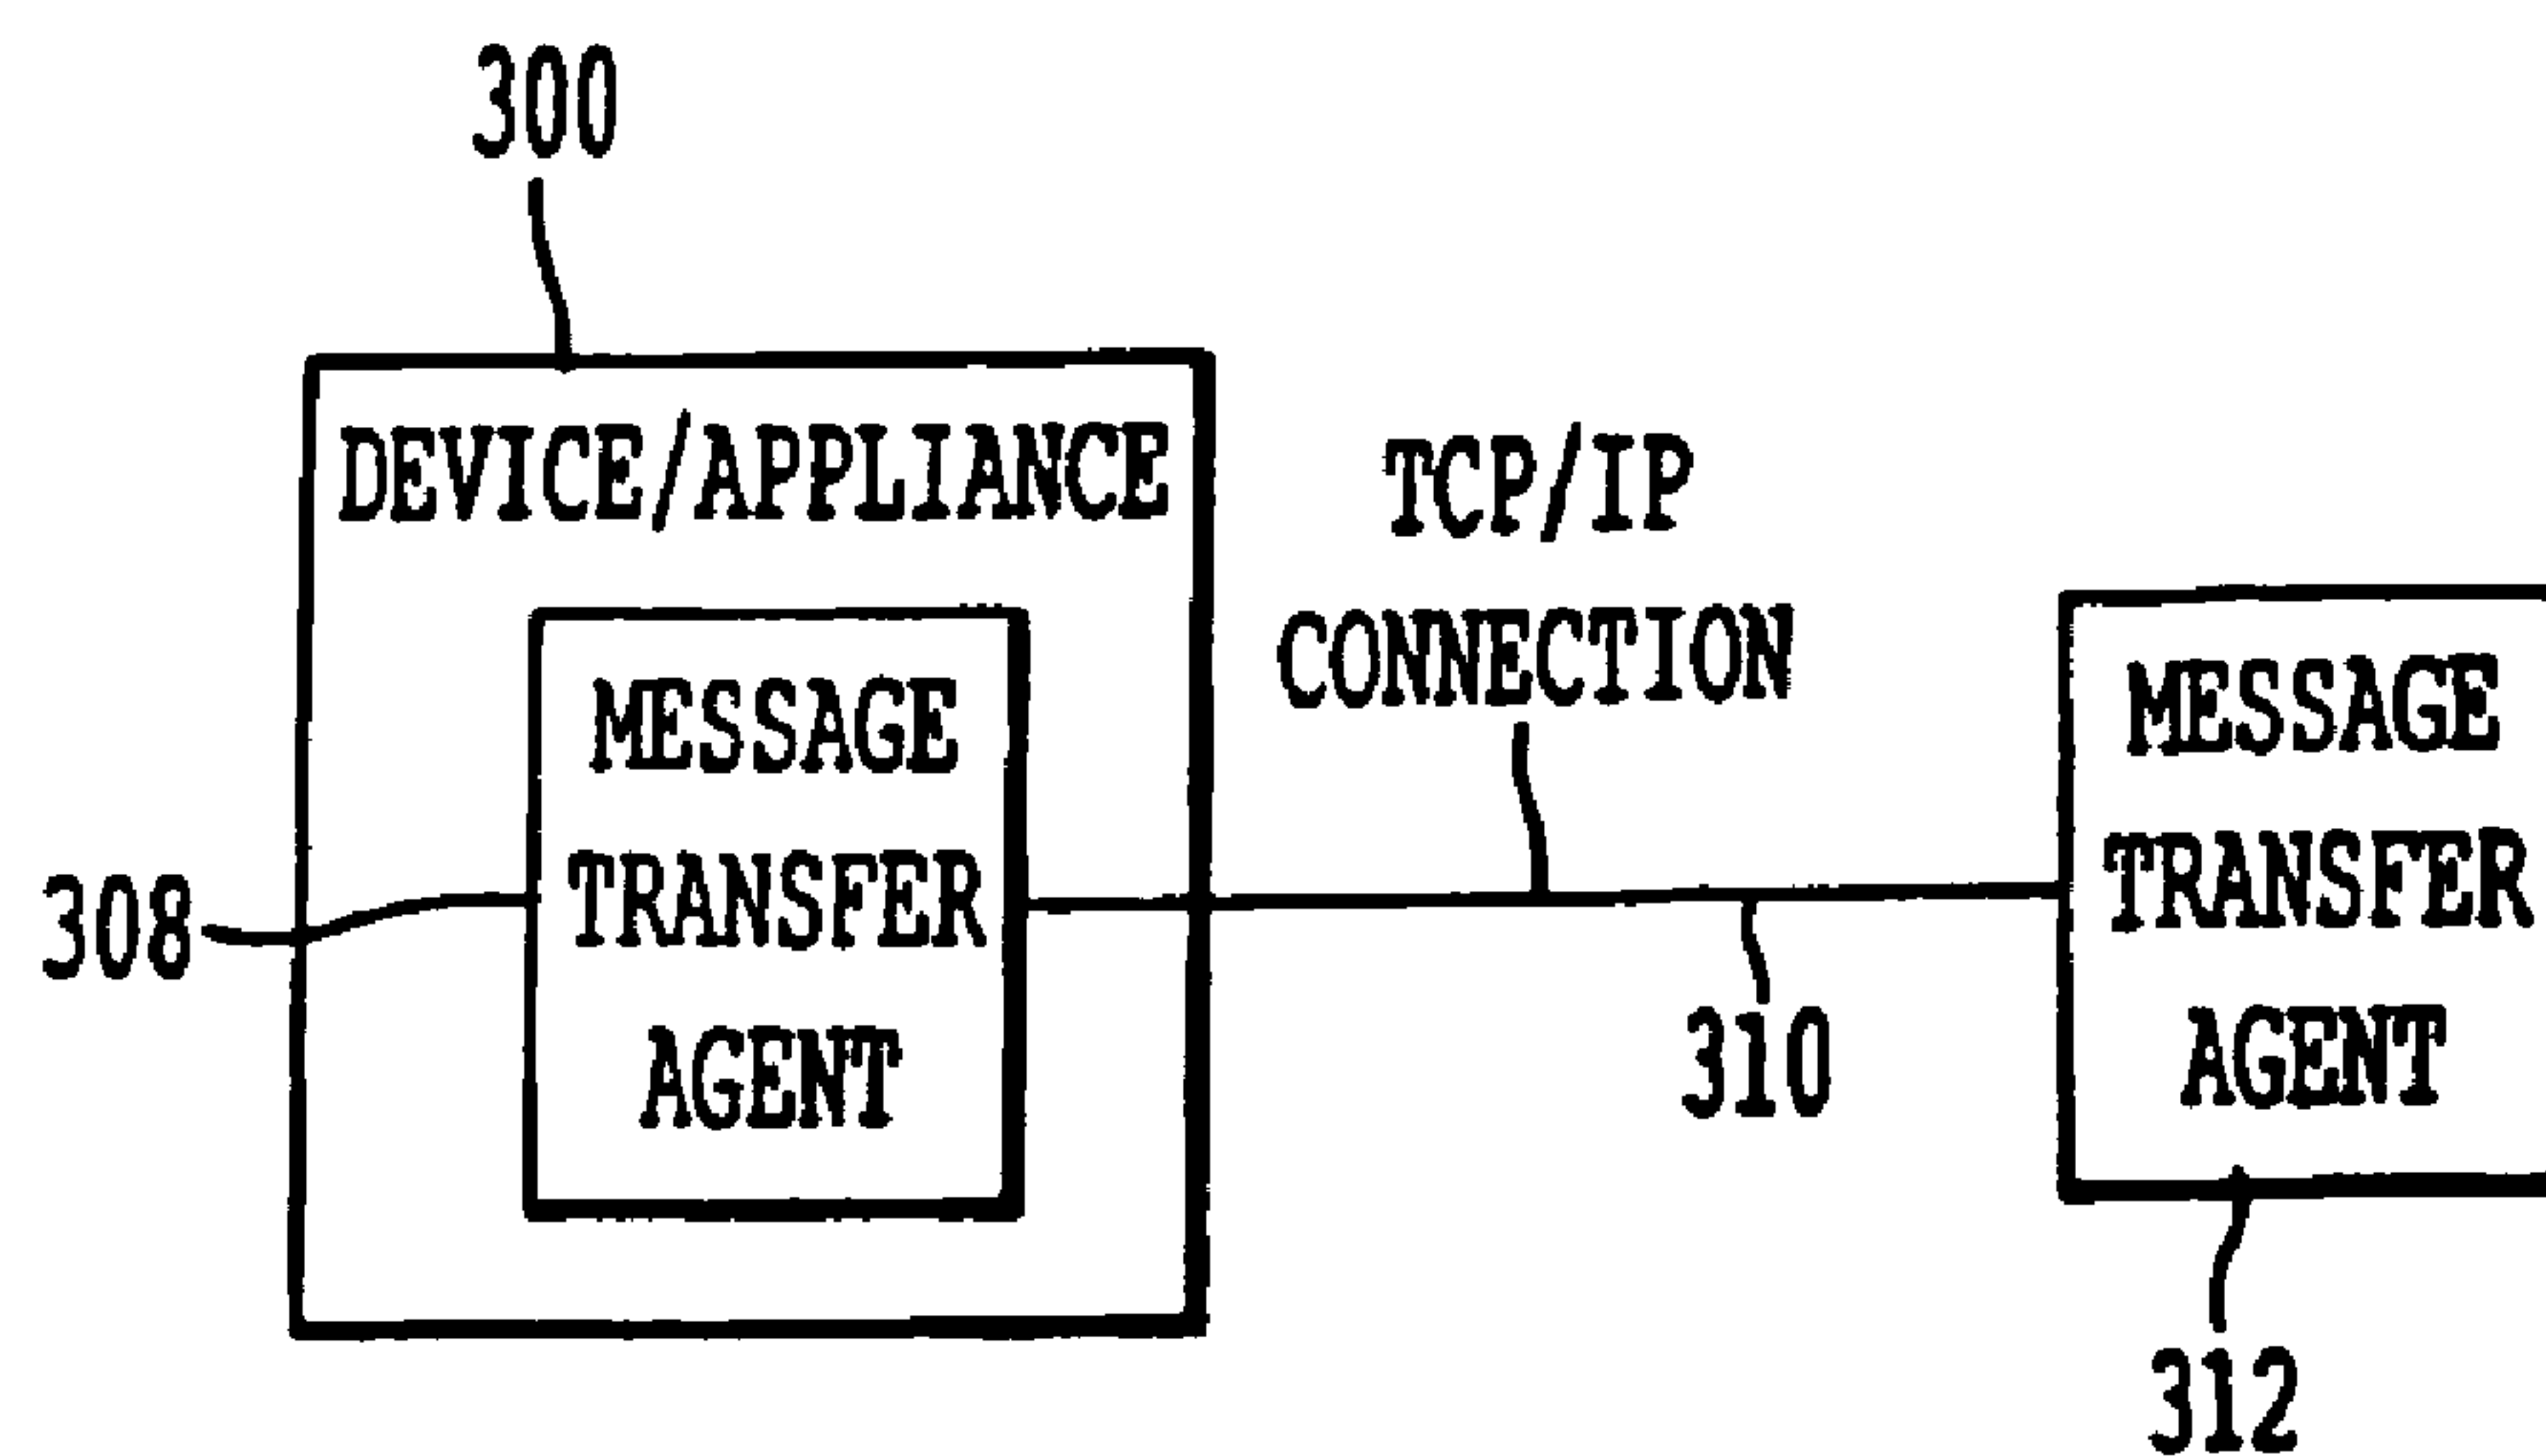 300
DEVICE/APPLIANCE
MESSAGE
TRANSFER
AGENT
308
TCP/IP
CONNECTION
310
MESSAGE
TRANSFER
AGENT
312